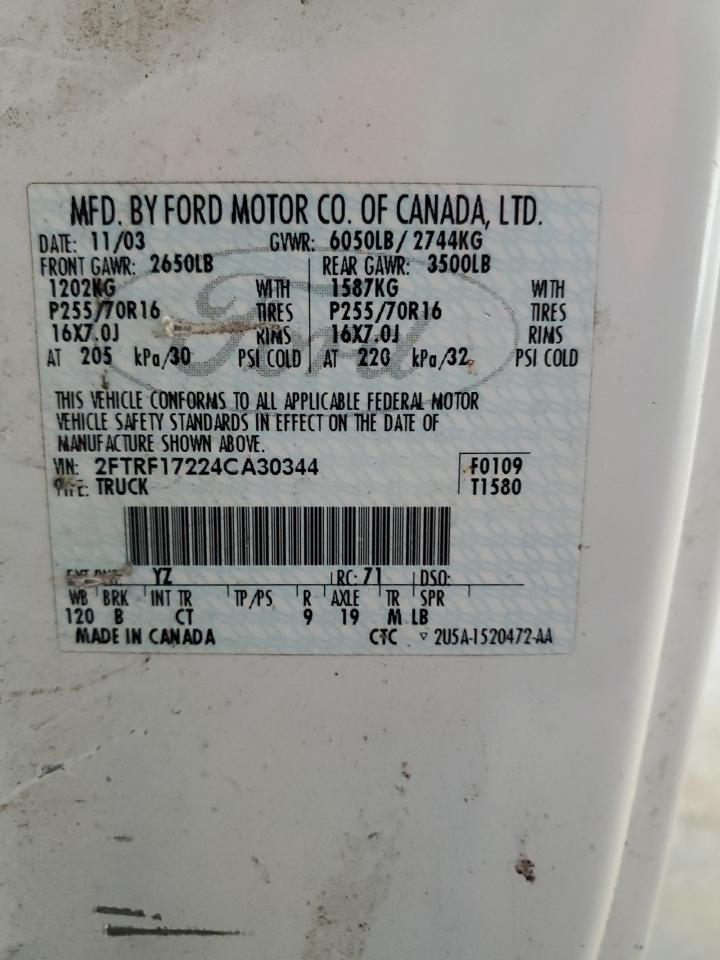 MFD. BY FORD MOTOR CO. OF CANADA, LTD.
DATE: 11/03 GVWR: 6050LB / 2744KG
FRONT GAWR: 2650LB REAR GAWR: 3500LB
1202KG WITH 1587KG WITH
P255/70R16 TIRES P255/70R16 TIRES
16X7.0J RIMS 16X7.0J RIMS
AT 205 kPa/30 PSI COLD AT 220 kPa/32 PSI COLD
Ford
THIS VEHICLE CONFORMS TO ALL APPLICABLE FEDERAL MOTOR
VEHICLE SAFETY STANDARDS IN EFFECT ON THE DATE OF
MANUFACTURE SHOWN ABOVE.
VIN: 2FTRF17224CA30344 F0109
TRUCK T1580
YZ RC: 71 DSO:
WB BRK INT TR TP/PS R AXLE TR SPR
120 B CT 9 19 M LB
MADE IN CANADA CTC ▽ 2U5A-1520472-AA